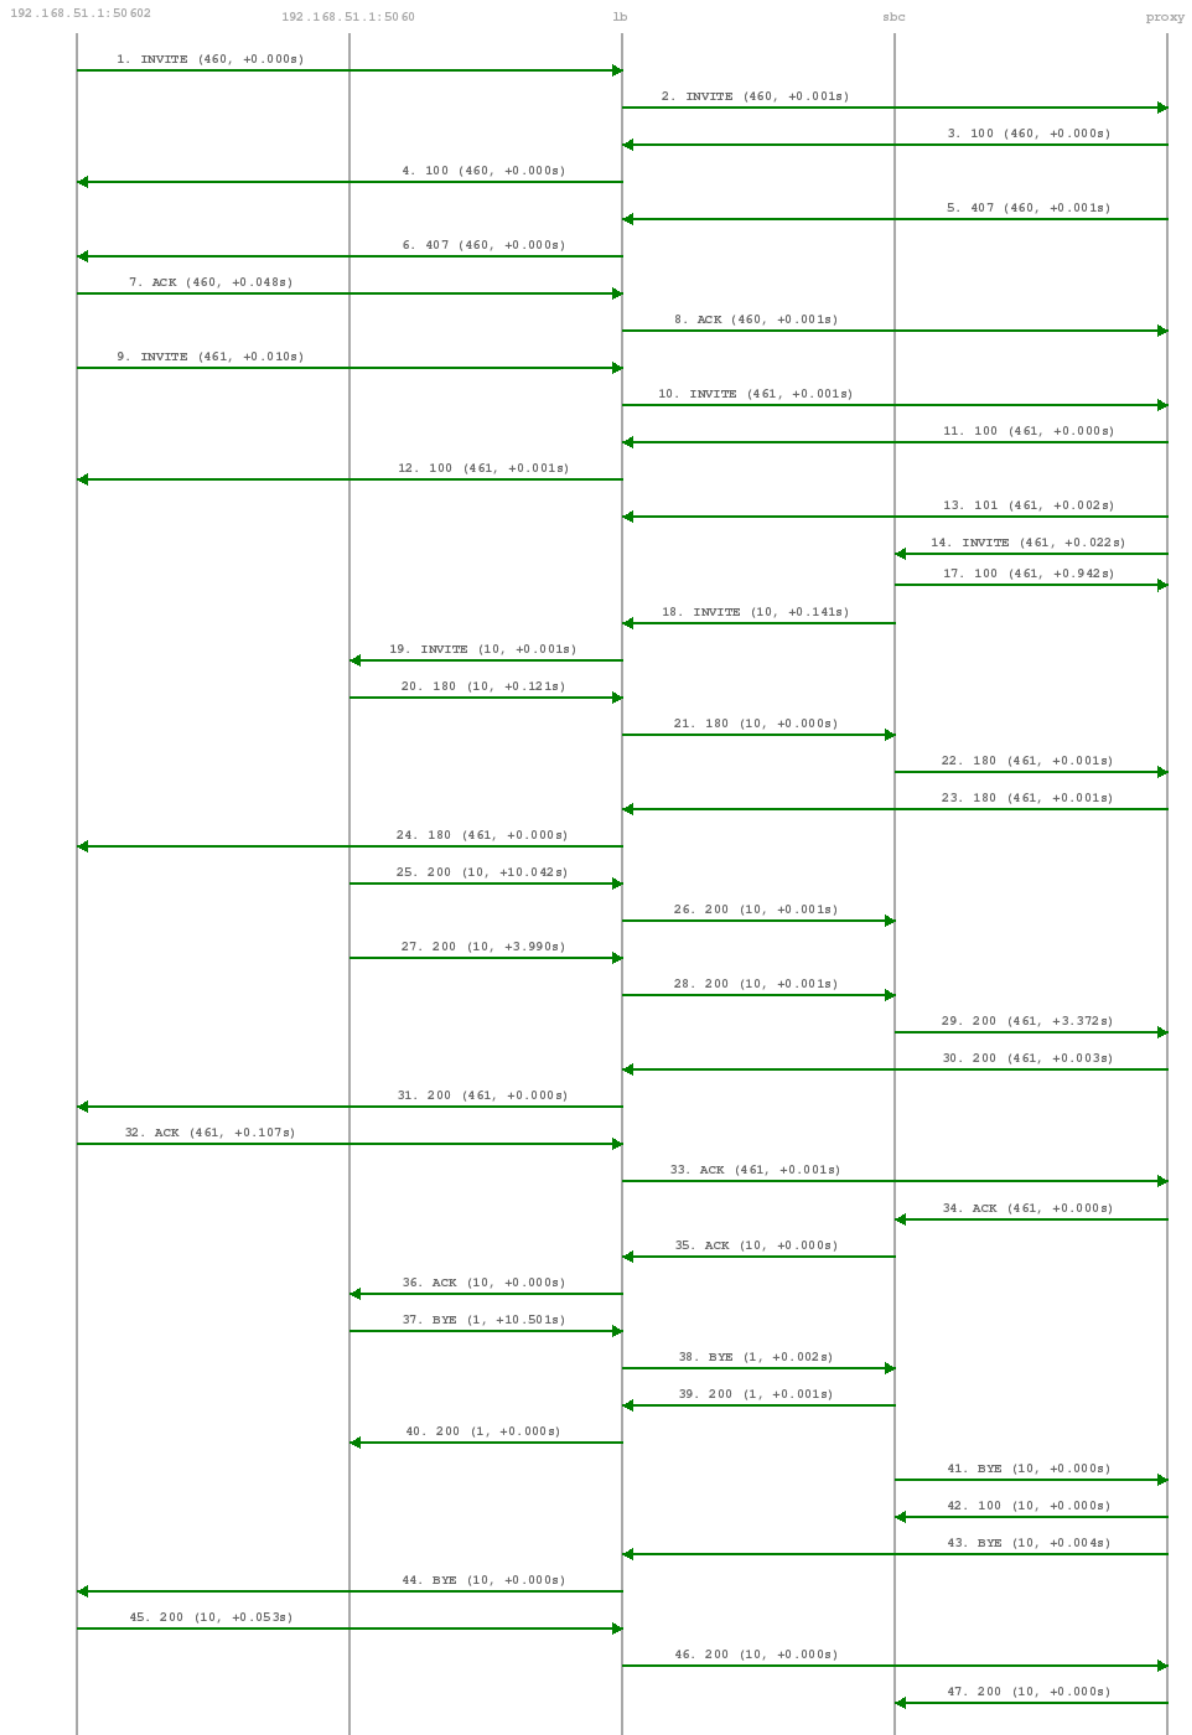 192.168.51.1:50602
192.168.51.1:5060
lb
sbc
proxy
1. INVITE (460, +0.000s)
2. INVITE (460, +0.001s)
3. 100 (460, +0.000s)
4. 100 (460, +0.000s)
5. 407 (460, +0.001s)
6. 407 (460, +0.000s)
7. ACK (460, +0.048s)
8. ACK (460, +0.001s)
9. INVITE (461, +0.010s)
10. INVITE (461, +0.001s)
11. 100 (461, +0.000s)
12. 100 (461, +0.001s)
13. 101 (461, +0.002s)
14. INVITE (461, +0.022s)
17. 100 (461, +0.942s)
18. INVITE (10, +0.141s)
19. INVITE (10, +0.001s)
20. 180 (10, +0.121s)
21. 180 (10, +0.000s)
22. 180 (461, +0.001s)
23. 180 (461, +0.001s)
24. 180 (461, +0.000s)
25. 200 (10, +10.042s)
26. 200 (10, +0.001s)
27. 200 (10, +3.990s)
28. 200 (10, +0.001s)
29. 200 (461, +3.372s)
30. 200 (461, +0.003s)
31. 200 (461, +0.000s)
32. ACK (461, +0.107s)
33. ACK (461, +0.001s)
34. ACK (461, +0.000s)
35. ACK (10, +0.000s)
36. ACK (10, +0.000s)
37. BYE (1, +10.501s)
38. BYE (1, +0.002s)
39. 200 (1, +0.001s)
40. 200 (1, +0.000s)
41. BYE (10, +0.000s)
42. 100 (10, +0.000s)
43. BYE (10, +0.004s)
44. BYE (10, +0.000s)
45. 200 (10, +0.053s)
46. 200 (10, +0.000s)
47. 200 (10, +0.000s)